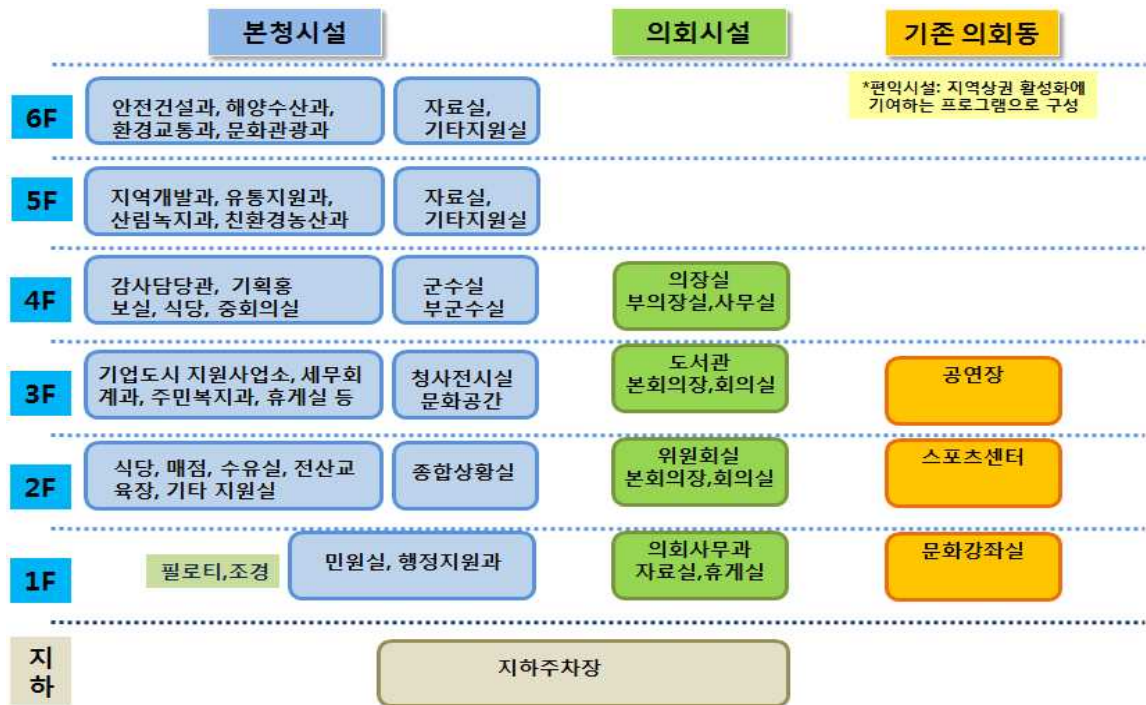 본청시설
의회시설
기존 의회동
*편익시설: 지역상권 활성화에
기여하는 프로그램으로 구성
6F
안전건설과, 해양수산과,
환경교통과, 문화관광과
자료실,
기타지원실
5F
지역개발과, 유통지원과,
산림녹지과, 친환경농산과
자료실,
기타지원실
4F
감사담당관, 기획홍
보실, 식당, 중회의실
군수실
부군수실
의장실
부의장실,사무실
3F
기업도시 지원사업소, 세무회
계과, 주민복지과, 휴게실 등
청사전시실
문화공간
도서관
본회의장,회의실
공연장
2F
식당, 매점, 수유실, 전산교
육장, 기타 지원실
종합상황실
위원회실
본회의장,회의실
스포츠센터
1F
필로티,조경
민원실, 행정지원과
의회사무과
자료실,휴게실
문화강좌실
지
하
지하주차장